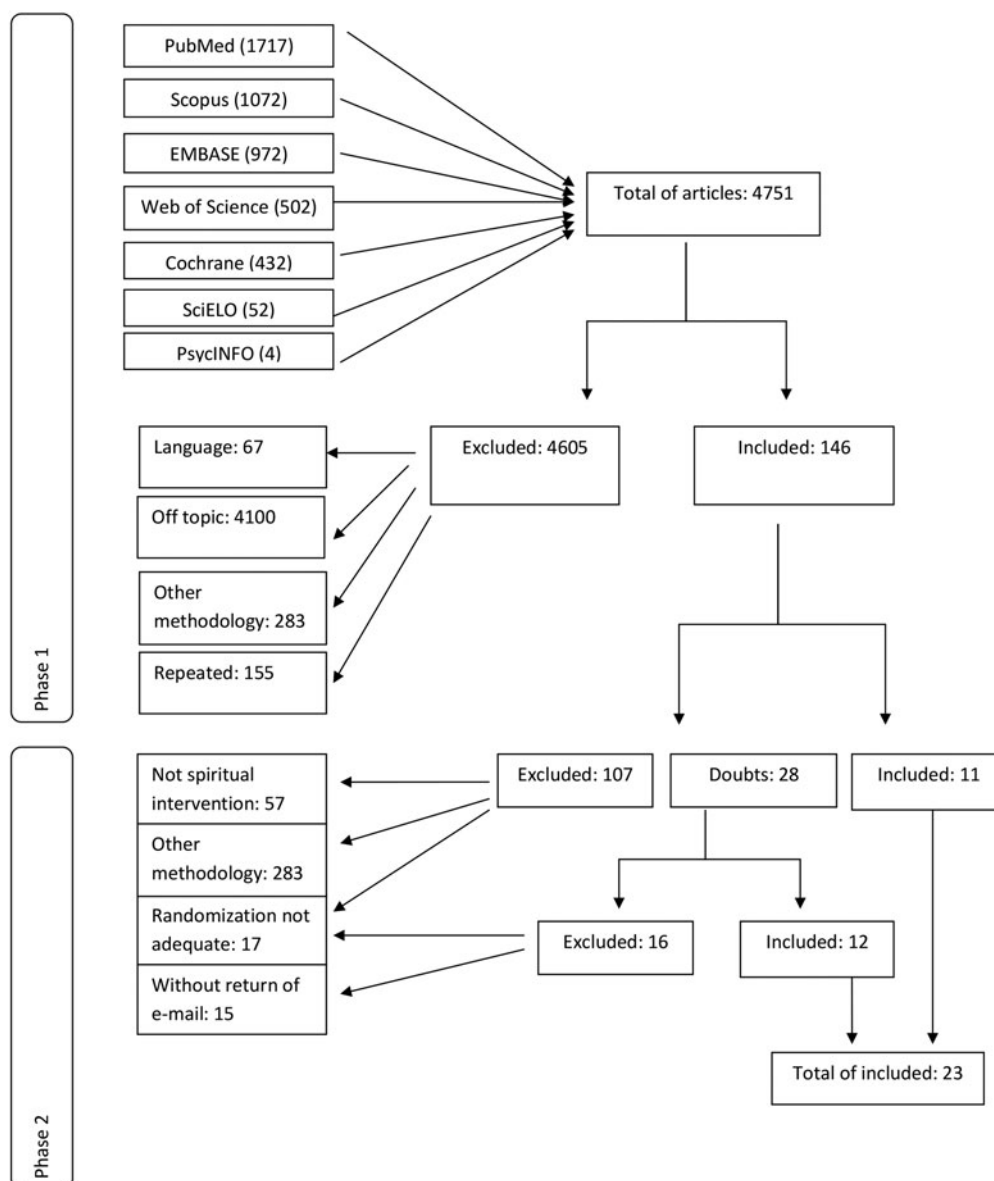 PubMed (1717)
Scopus (1072)
EMBASE (972)
Web of Science (502)
Cochrane (432)
SciELO (52)
PsycINFO (4)
Total of articles: 4751
Phase 1
Language: 67
Off topic: 4100
Other
methodology: 283
Repeated: 155
Excluded: 4605
Included: 146
Phase 2
Not spiritual
intervention: 57
Other
methodology: 283
Randomization not
adequate: 17
Without return of
e-mail: 15
Excluded: 107
Doubts: 28
Included: 11
Excluded: 16
Included: 12
Total of included: 23